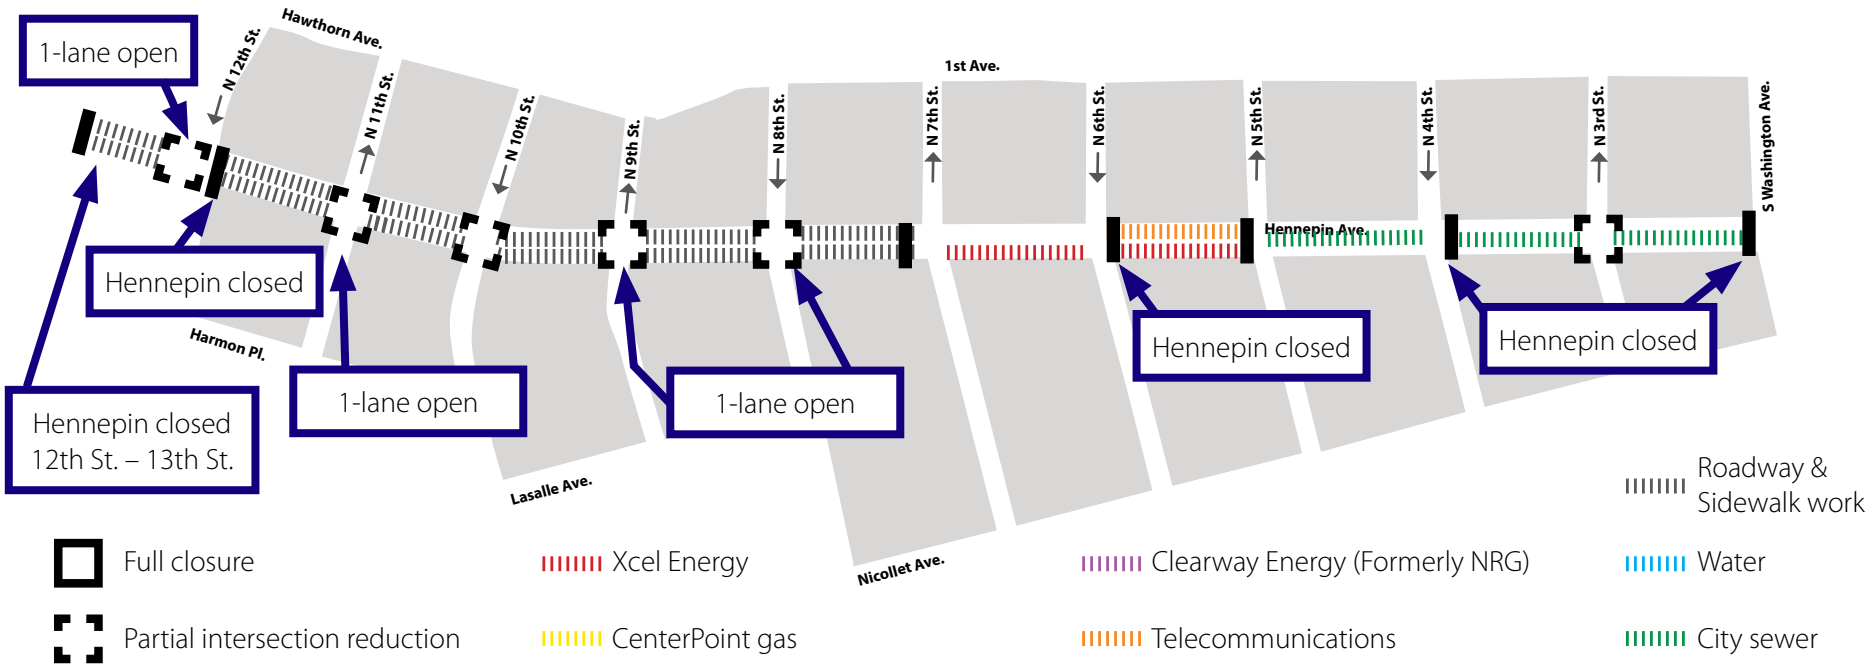 Hawthorn Ave.
1-lane open
N 12th St.
N 11th St.
N 10th St.
N 9th St.
N 8th St.
1st Ave.
N 7th St.
N 6th St.
N 5th St.
N 4th St.
N 3rd St.
S Washington Ave.
Hennepin Ave.
Hennepin closed
Harmon Pl.
Hennepin closed
12th St. – 13th St.
1-lane open
1-lane open
Hennepin closed
Hennepin closed
Lasalle Ave.
Nicollet Ave.
Roadway &
Sidewalk work
Full closure
Xcel Energy
Clearway Energy (Formerly NRG)
Water
Partial intersection reduction
CenterPoint gas
Telecommunications
City sewer